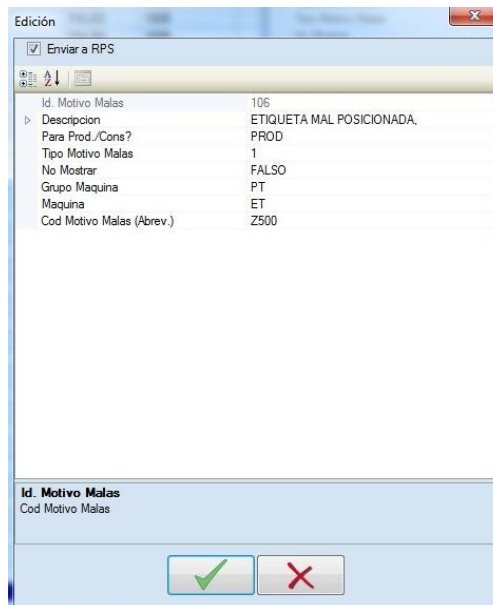 Edición
Enviar a RPS
Id. Motivo Malas 106
Descripcion ETIQUETA MAL POSICIONADA,
Para Prod./Cons? PROD
Tipo Motivo Malas 1
No Mostrar FALSO
Grupo Maquina PT
Maquina ET
Cod Motivo Malas (Abrev.) Z500
Id. Motivo Malas
Cod Motivo Malas